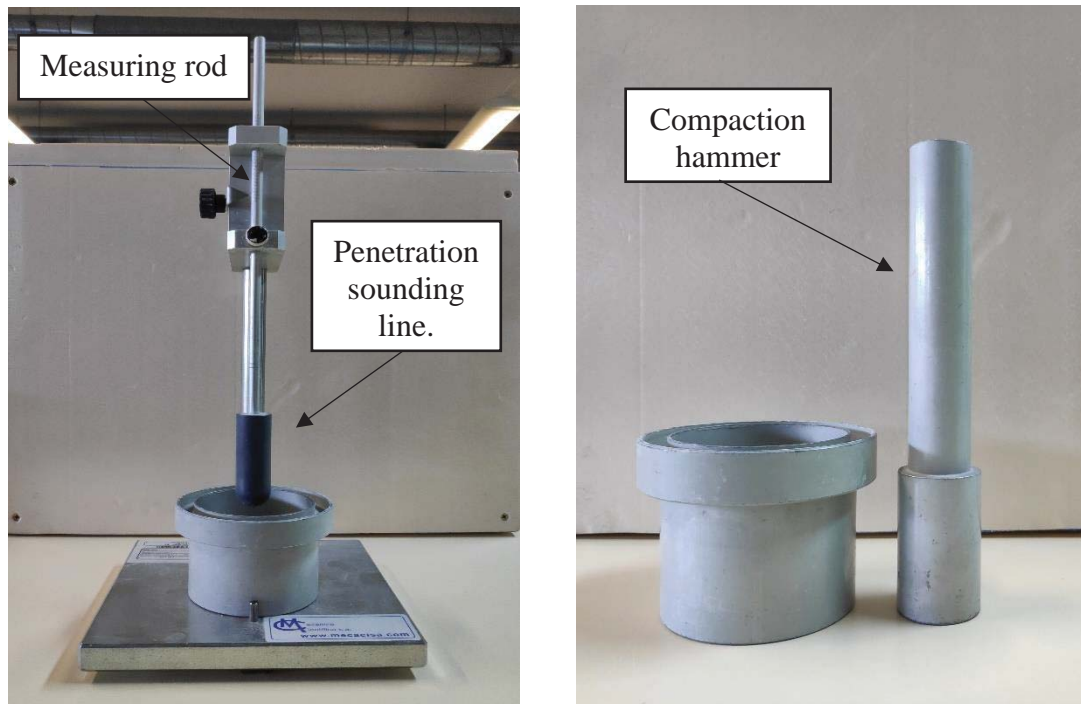 Measuring rod
Penetration
sounding
line.
Compaction
hammer
www.mecacisa.com